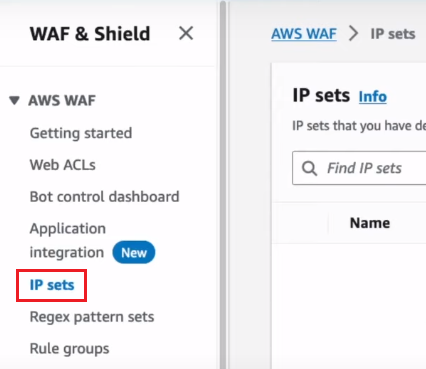 WAF & Shield
AWS WAF
Getting started
Web ACLs
Bot control dashboard
Application
integration New
IP sets
Regex pattern sets
Rule groups
AWS WAF > IP sets
IP sets Info
IP sets that you have de
Find IP sets
Name